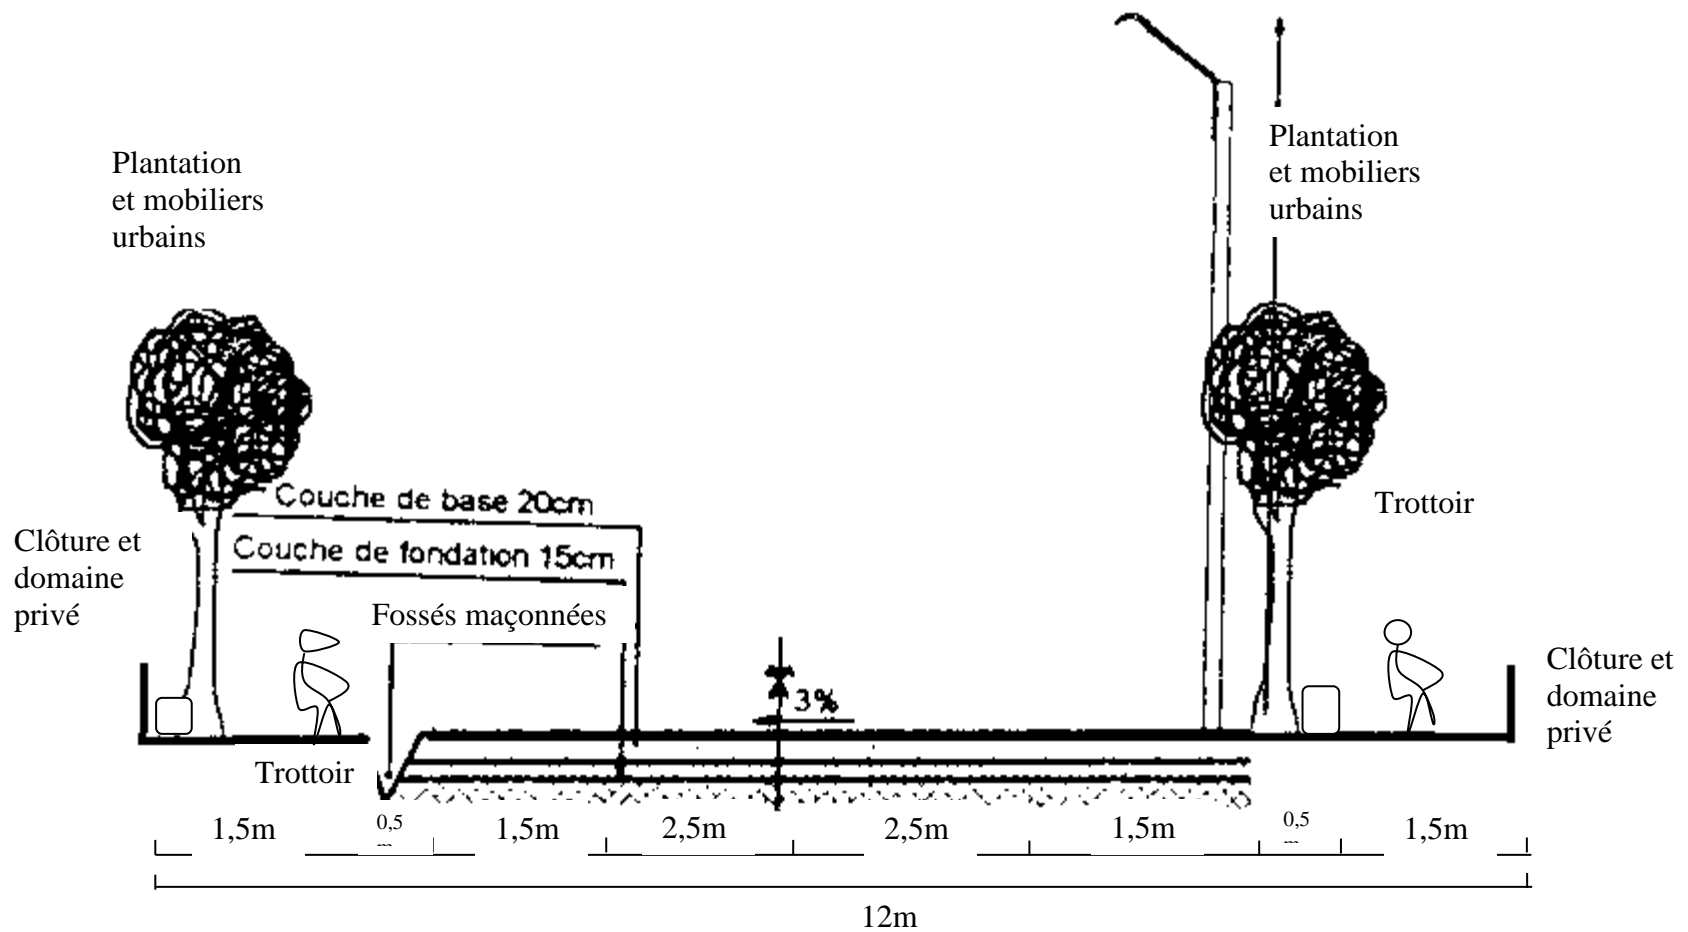 Plantation
et mobiliers
urbains
Plantation
et mobiliers
urbains
Couche de base 20cm
Trottoir
Clôture et
domaine
privé
Couche de fondation 15cm
Fossés maçonnées
Clôture et
domaine
privé
3%
Trottoir
1,5m
0,5
1,5m
2,5m
2,5m
1,5m
0,5
1,5m
12m